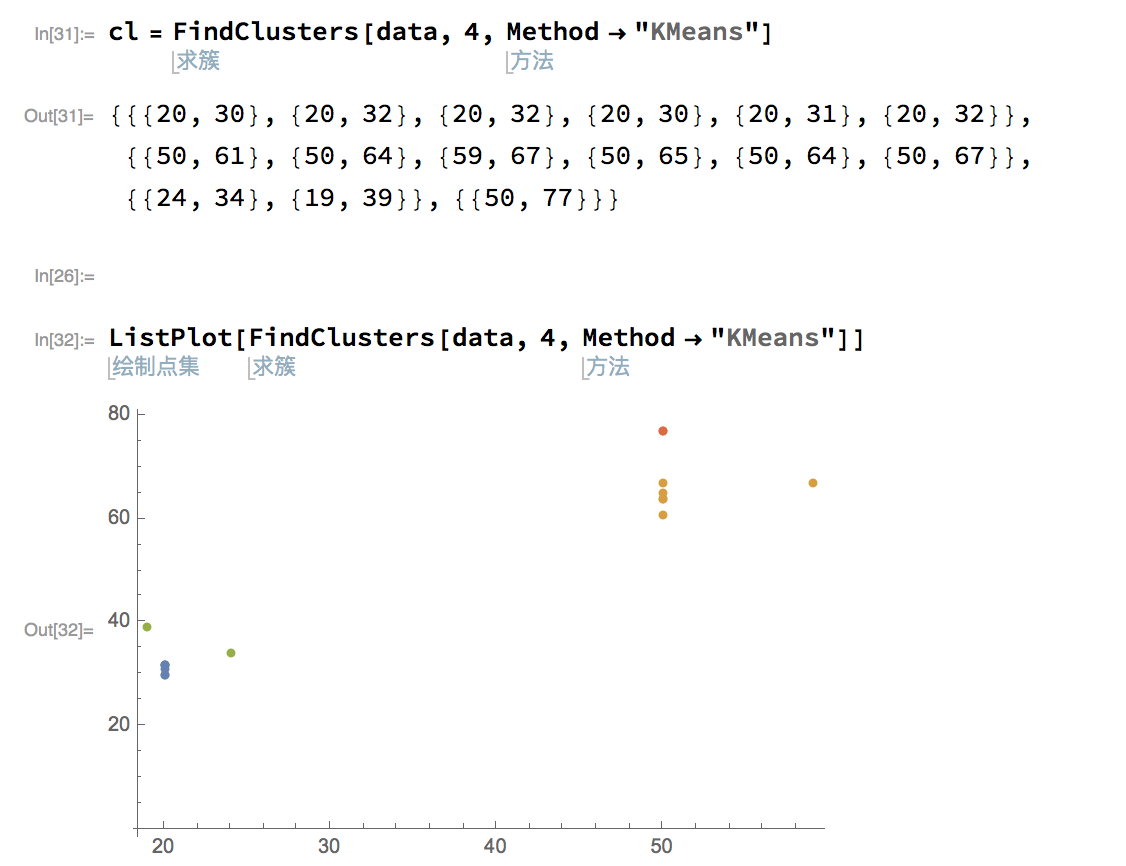 In[31]:= cl = FindClusters[data, 4, Method → "KMeans"]
求簇 方法
Out[31]= {{{20, 30}, {20, 32}, {20, 32}, {20, 30}, {20, 31}, {20, 32}},
{{50, 61}, {50, 64}, {59, 67}, {50, 65}, {50, 64}, {50, 67}},
{{24, 34}, {19, 39}}, {{50, 77}}}
In[26]:=
In[32]:= ListPlot[FindClusters[data, 4, Method → "KMeans"]]
绘制点集 求簇 方法
80
60
Out[32]= 40
20
20 30 40 50